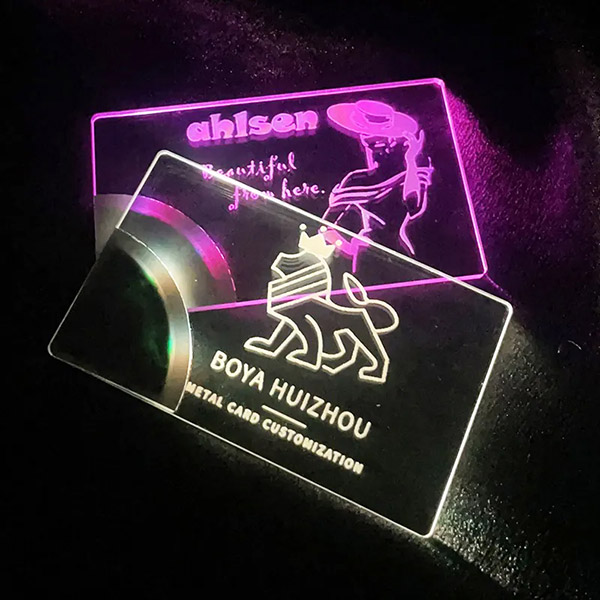 ahlsen
Beautiful
from here.
BOYA HUIZHOU
METAL CARD CUSTOMIZATION